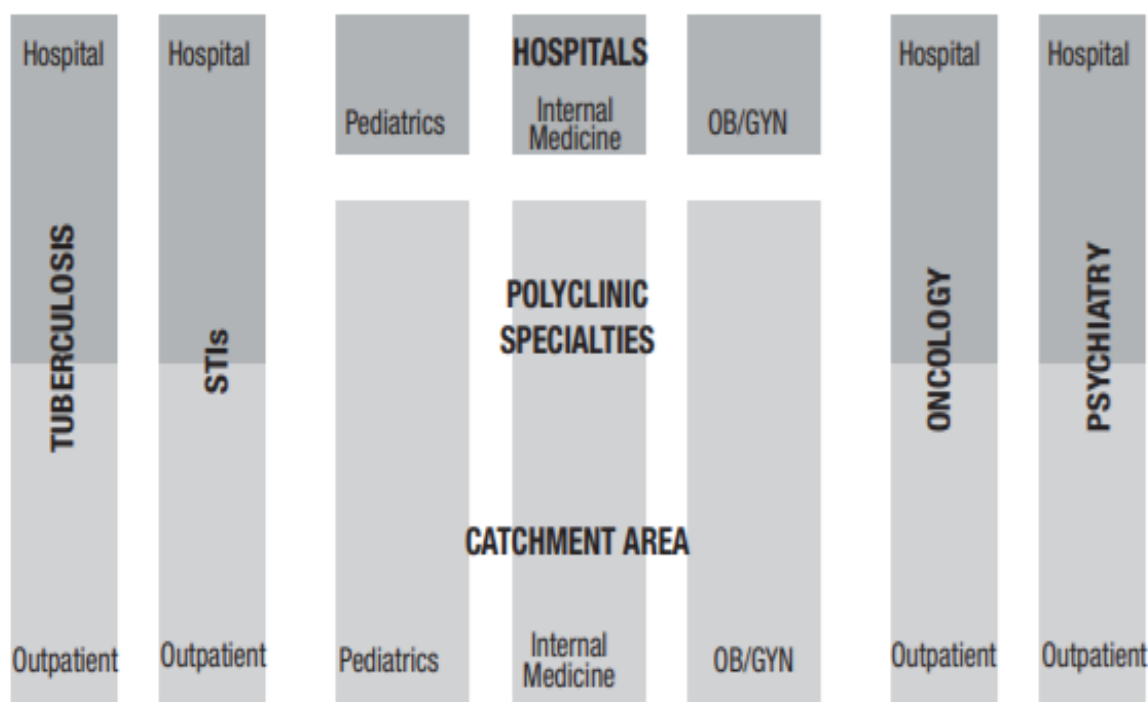 Hospital
Hospital
HOSPITALS
Hospital
Hospital
Pediatrics
Internal
Medicine
OB/GYN
TUBERCULOSIS
STIs
POLYCLINIC
SPECIALTIES
ONCOLOGY
PSYCHIATRY
CATCHMENT AREA
Outpatient
Outpatient
Pediatrics
Internal
Medicine
OB/GYN
Outpatient
Outpatient